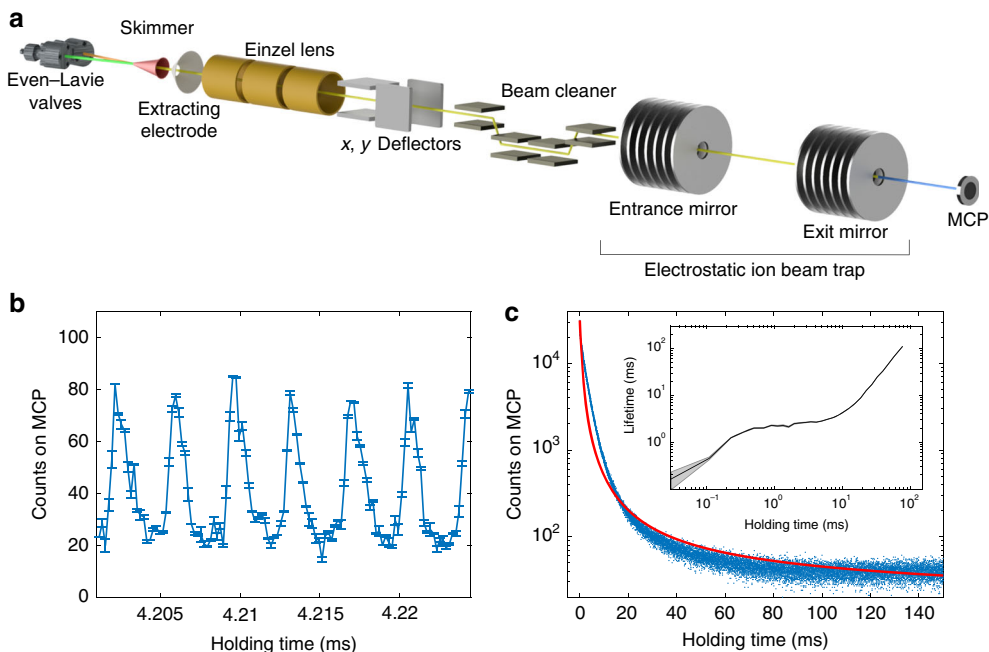 a
Skimmer
Einzel lens
Even–Lavie
valves
Extracting
electrode
x, y Deflectors
Beam cleaner
Entrance mirror
Exit mirror
MCP
Electrostatic ion beam trap
b
100
80
60
40
20
0
Counts on MCP
4.205
4.21
4.215
4.22
Holding time (ms)
c
10^4
10^3
10^2
Counts on MCP
0
20
40
60
80
100
120
140
Holding time (ms)
10^2
10^1
10^0
Lifetime (ms)
10^−1
10^0
10^1
10^2
Holding time (ms)